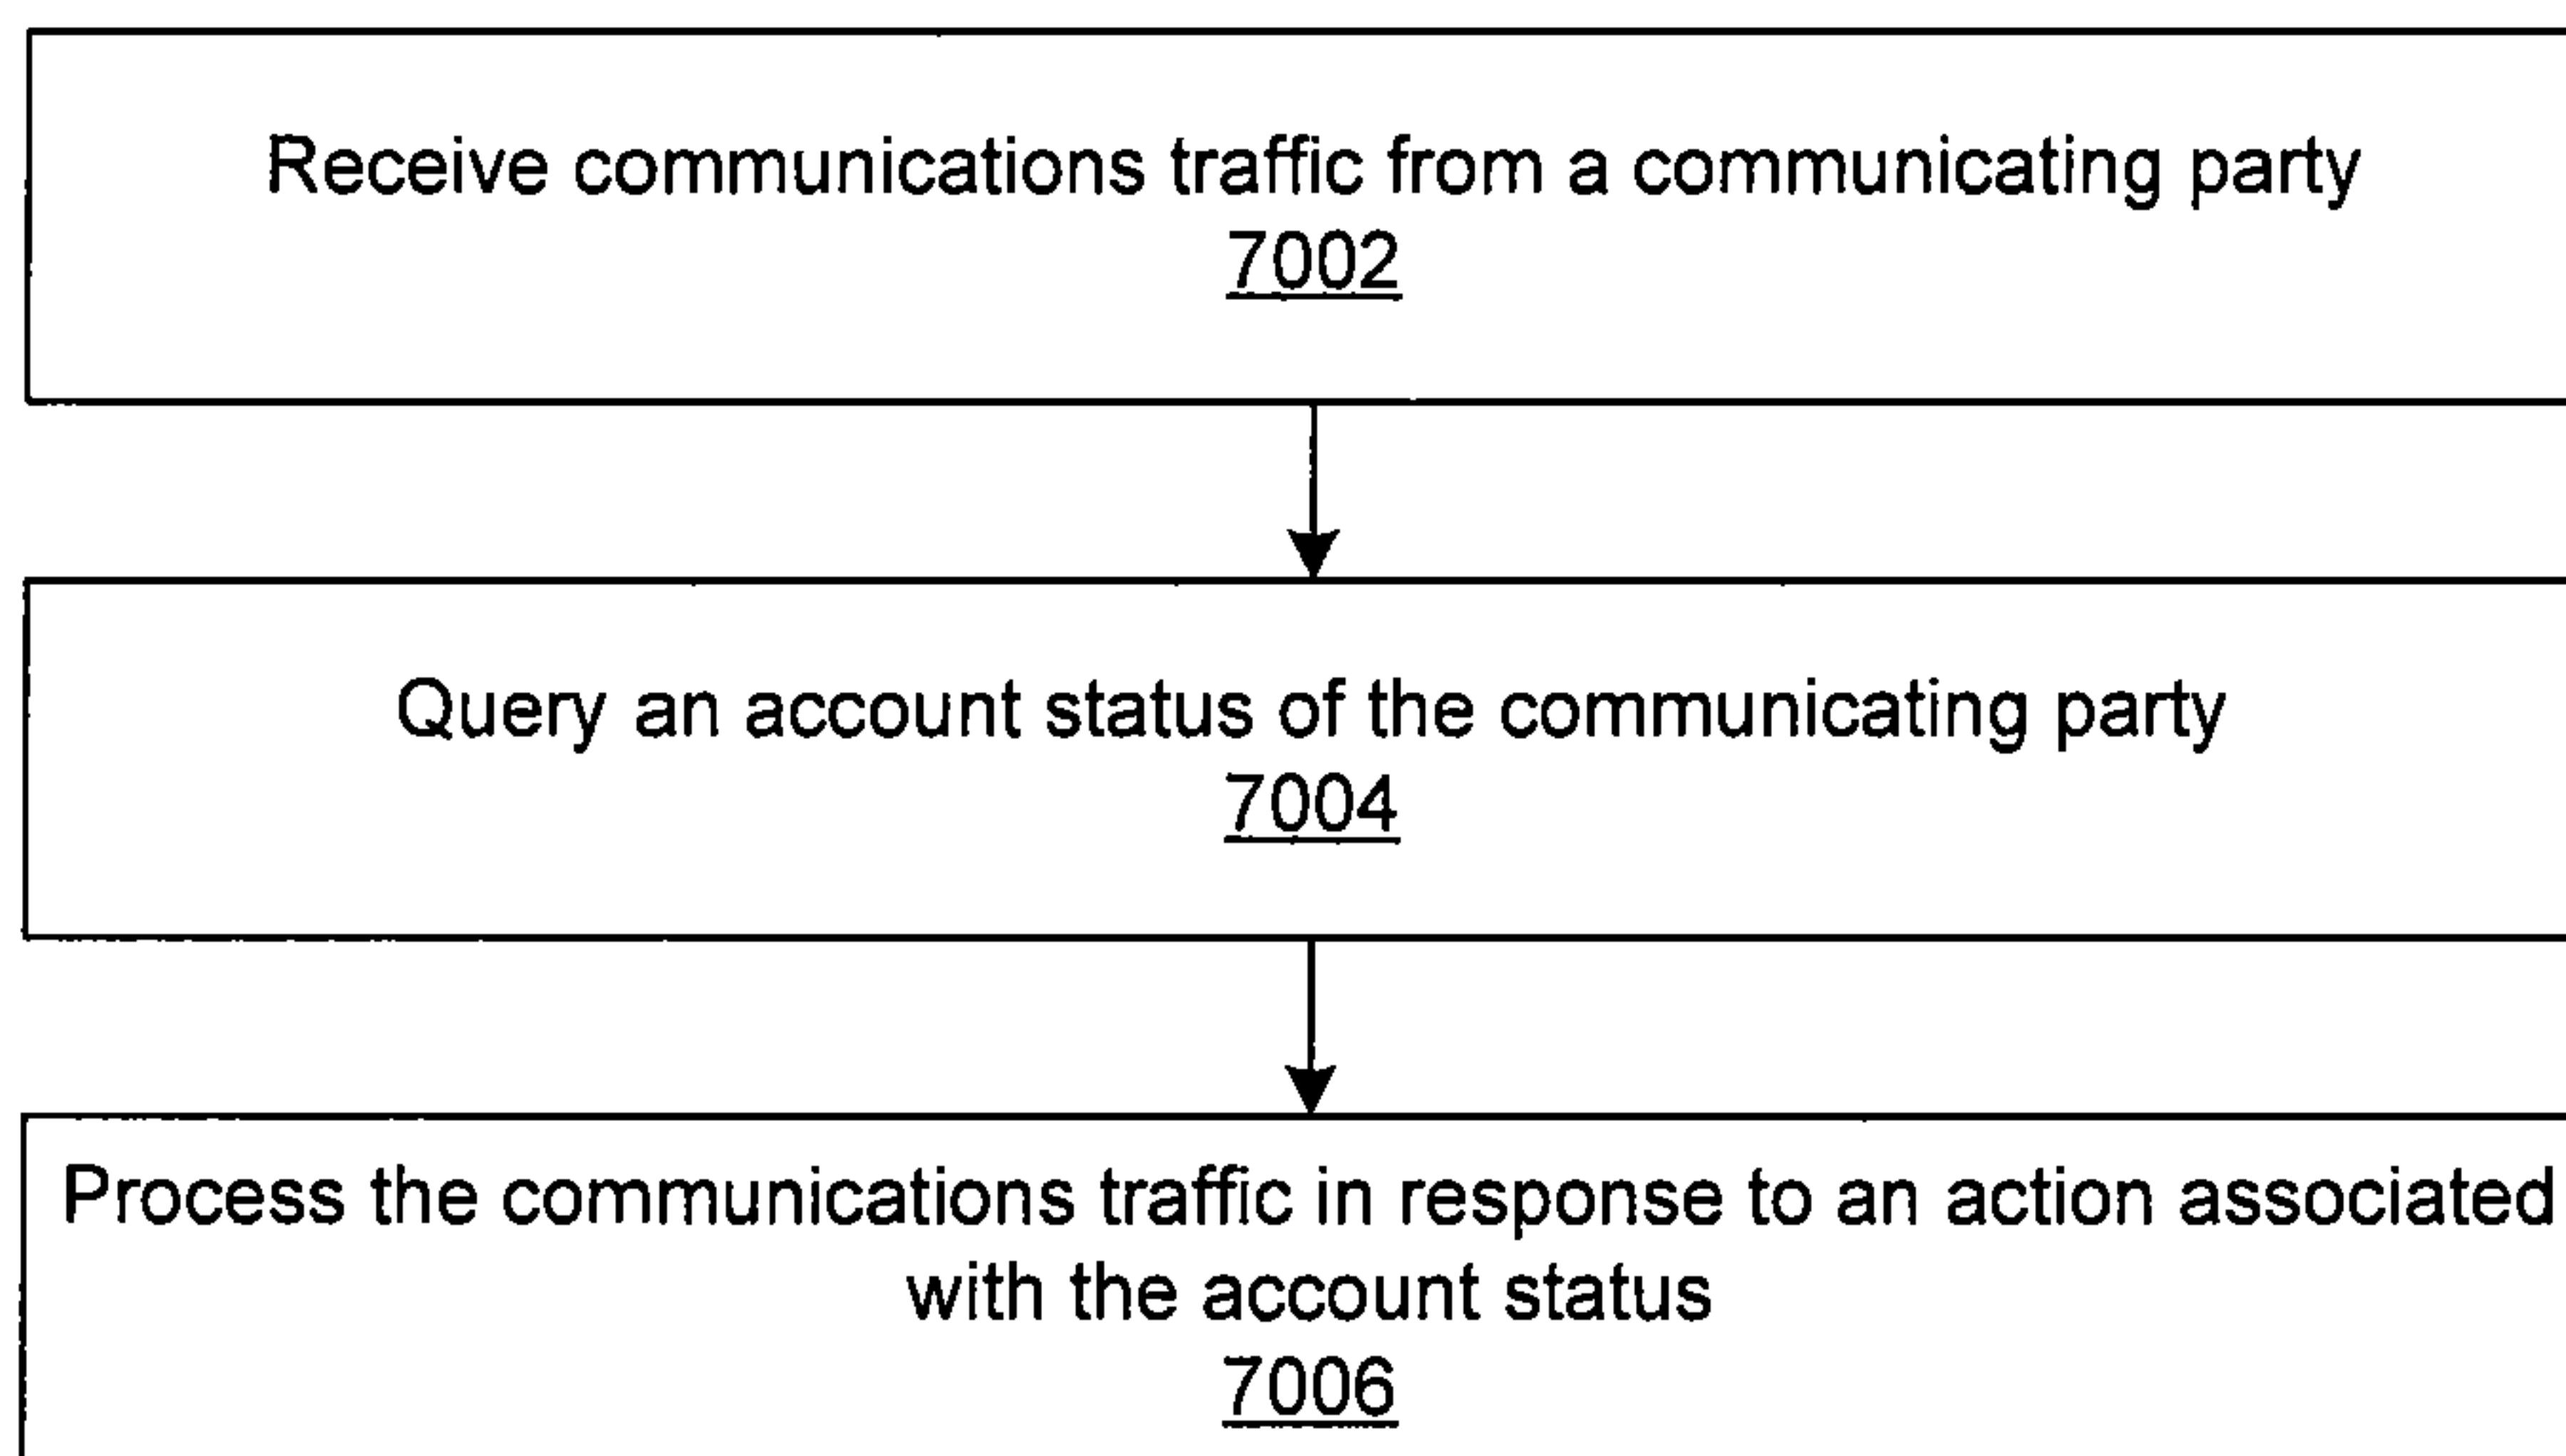 Receive communications traffic from a communicating party
7002
Query an account status of the communicating party
7004
Process the communications traffic in response to an action associated
with the account status
7006